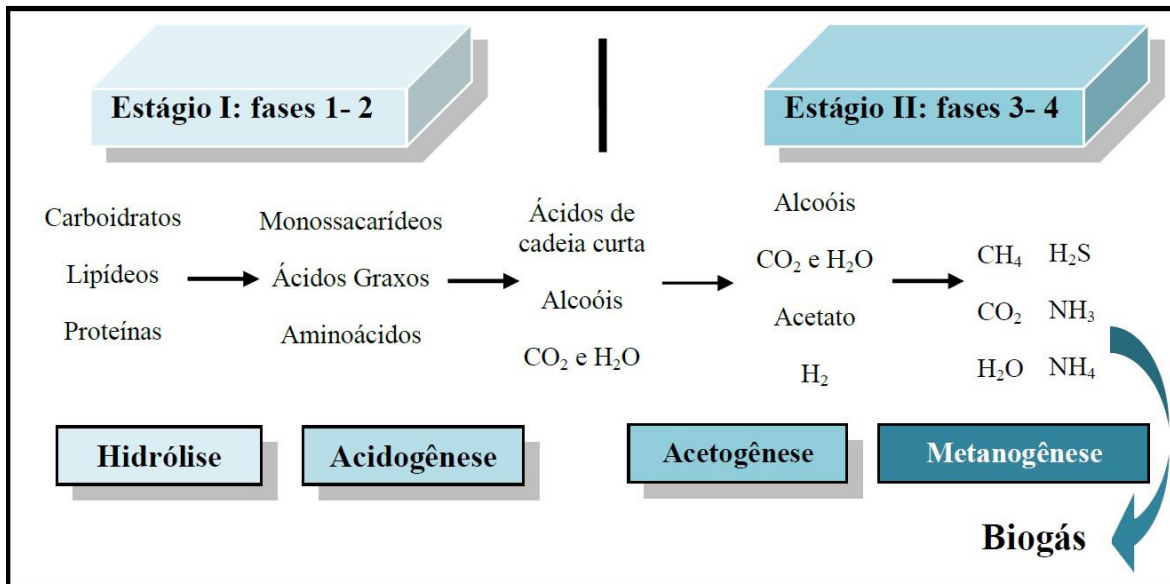 Estágio I: fases 1- 2
Estágio II: fases 3- 4
Carboidratos
Lipídeos
Proteínas
Monossacarídeos
Ácidos Graxos
Aminoácidos
Ácidos de
cadeia curta
Alcoóis
CO₂ e H₂O
Alcoóis
CO₂ e H₂O
Acetato
H₂
CH₄ H₂S
CO₂ NH₃
H₂O NH₄
Hidrólise
Acidogênese
Acetogênese
Metanogênese
Biogás